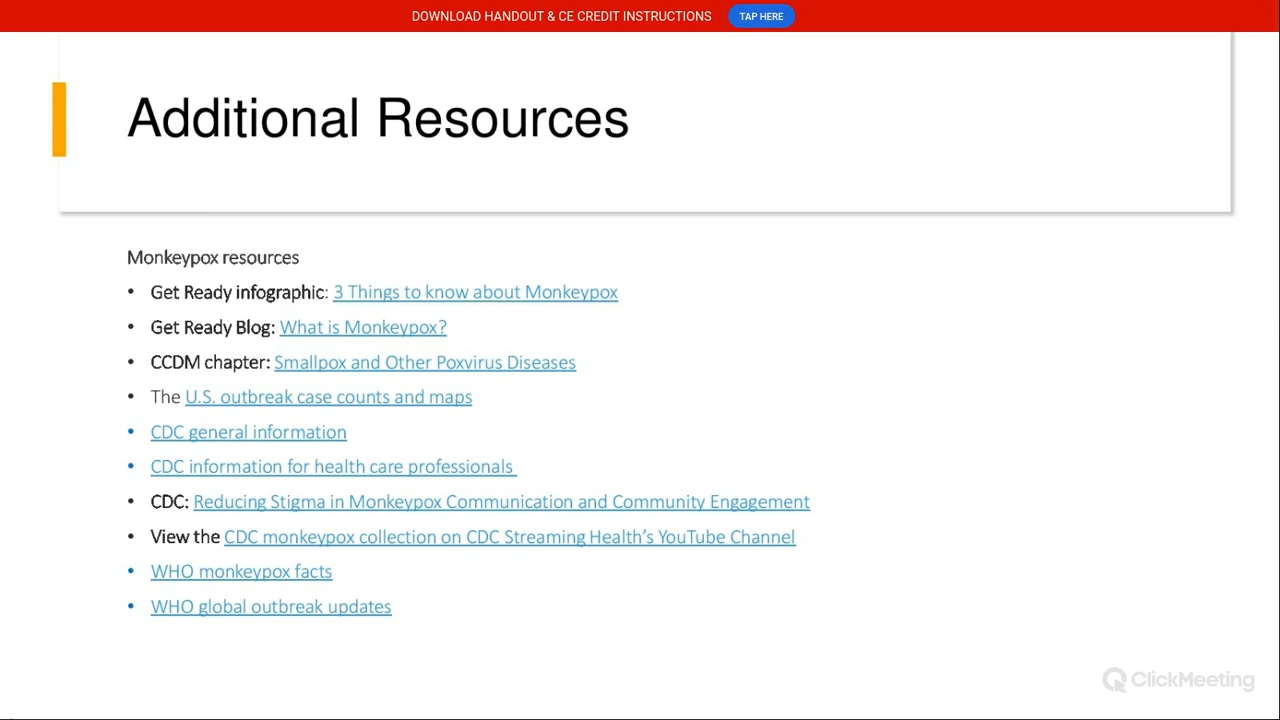 DOWNLOAD HANDOUT & CE CREDIT INSTRUCTIONS TAP HERE
Additional Resources
Monkeypox resources
• Get Ready infographic: 3 Things to know about Monkeypox
• Get Ready Blog: What is Monkeypox?
• CCDM chapter: Smallpox and Other Poxvirus Diseases
• The U.S. outbreak case counts and maps
• CDC general information
• CDC information for health care professionals
• CDC: Reducing Stigma in Monkeypox Communication and Community Engagement
• View the CDC monkeypox collection on CDC Streaming Health’s YouTube Channel
• WHO monkeypox facts
• WHO global outbreak updates
ClickMeeting